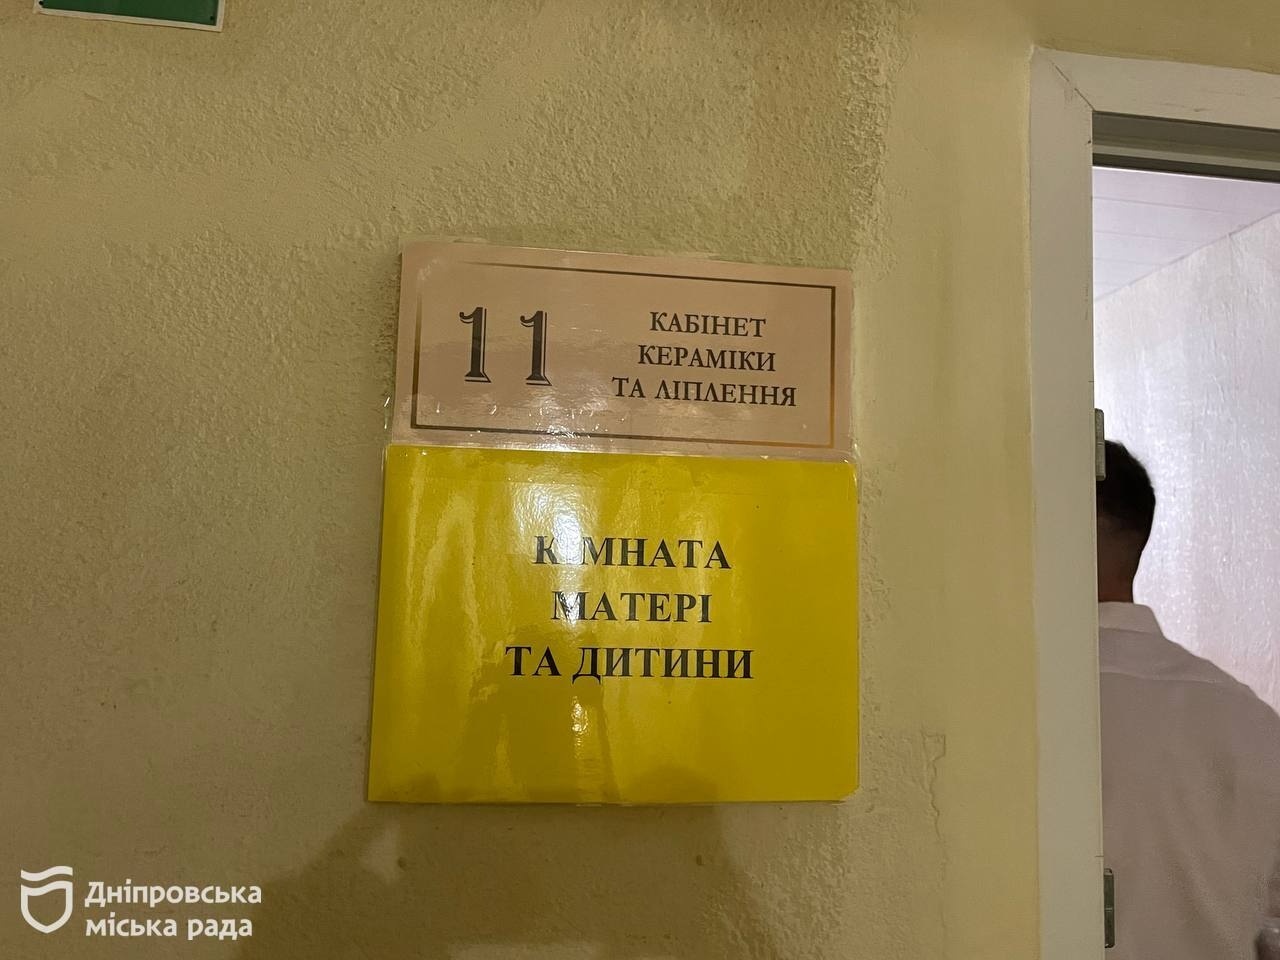 11
КАБІНЕТ
КЕРАМІКИ
ТА ЛІПЛЕННЯ
КІМНАТА
МАТЕРІ
ТА ДИТИНИ
Дніпровська
міська рада